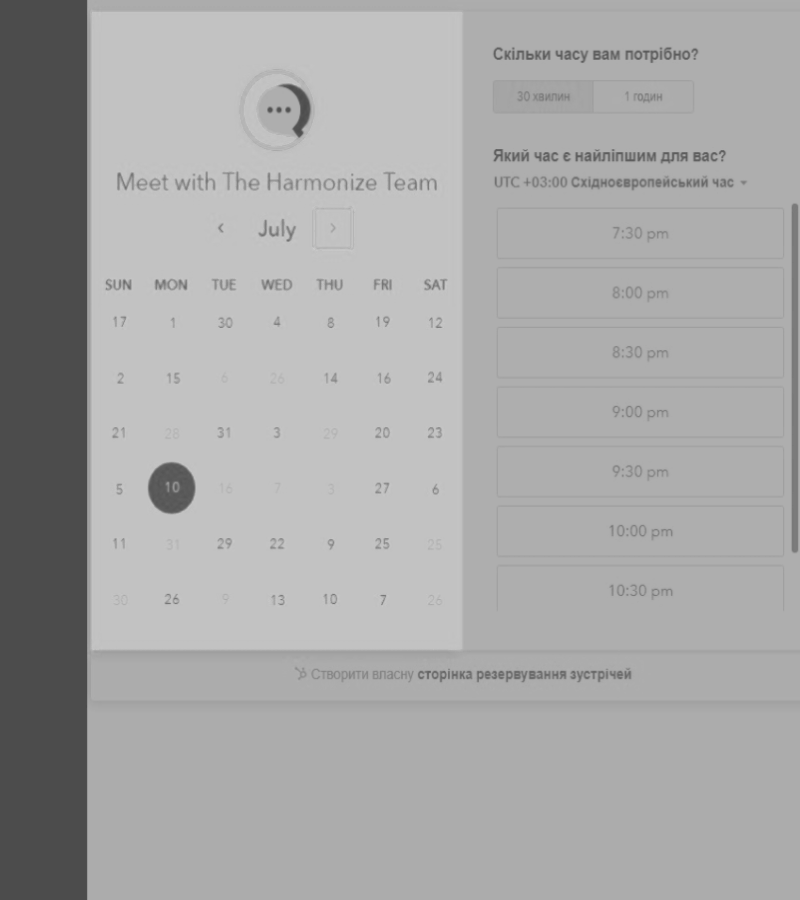 Meet with The Harmonize Team
July
SUN MON TUE WED THU FRI SAT
17 1 30 4 8 19 12
2 15 6 26 14 16 24
21 28 31 3 29 20 23
5 10 16 7 3 27 6
11 31 29 22 9 25 25
30 26 9 13 10 7 26
Скільки часу вам потрібно?
30 хвилин 1 годин
Який час є найліпшим для вас?
UTC +03:00 Східноєвропейський час
7:30 pm
8:00 pm
8:30 pm
9:00 pm
9:30 pm
10:00 pm
10:30 pm
Створити власну сторінка резервування зустрічей